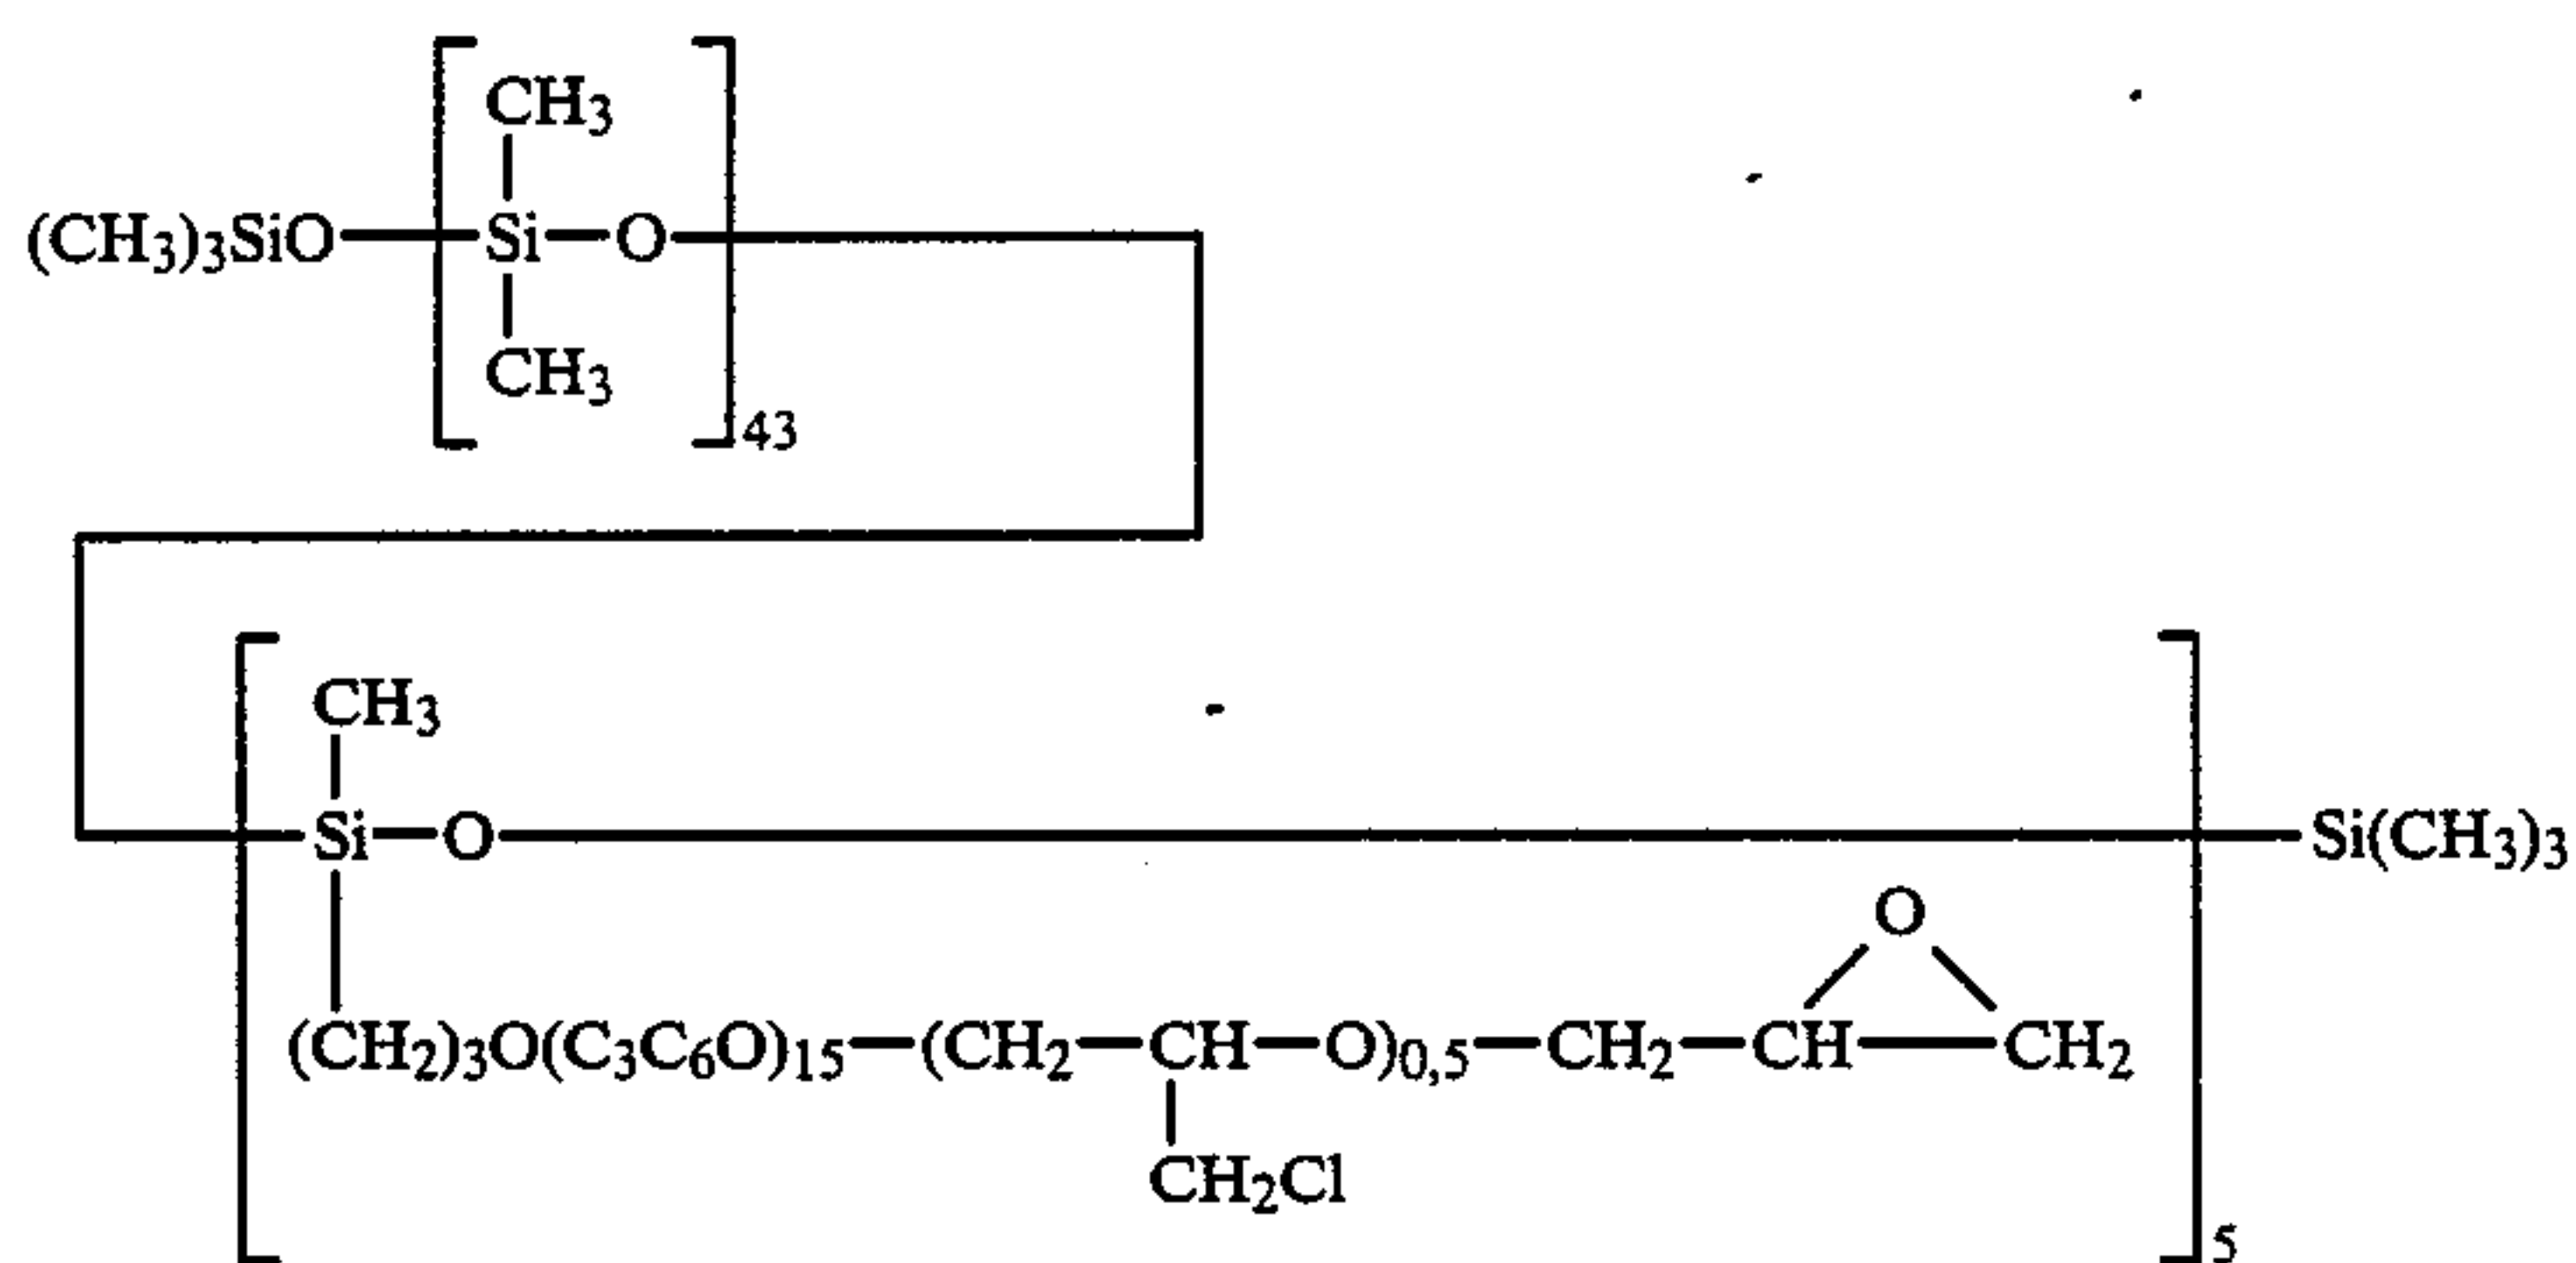 CH3
(CH3)3SiO—Si—O
CH3
43
CH3
Si—O—Si(CH3)3
O
(CH2)3O(C3C6O)15—(CH2—CH—O)0,5—CH2—CH—CH2
CH2Cl
5